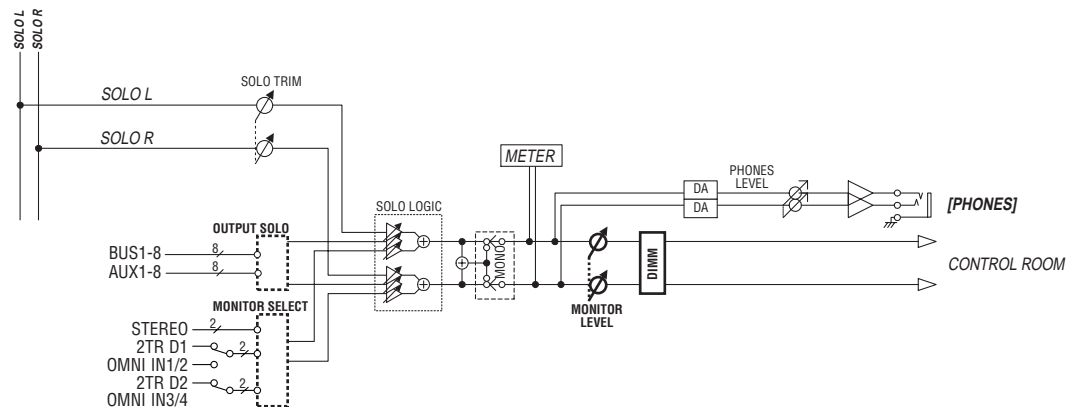 SOLO L
SOLO R
SOLO TRIM
SOLO L
SOLO R
METER
PHONES
LEVEL
DA
DA
[PHONES]
SOLO LOGIC
OUTPUT SOLO
BUS1-8
8
AUX1-8
8
MONO
DIMM
CONTROL ROOM
MONITOR
LEVEL
MONITOR SELECT
STEREO
2
2TR D1
2
OMNI IN1/2
2TR D2
2
OMNI IN3/4